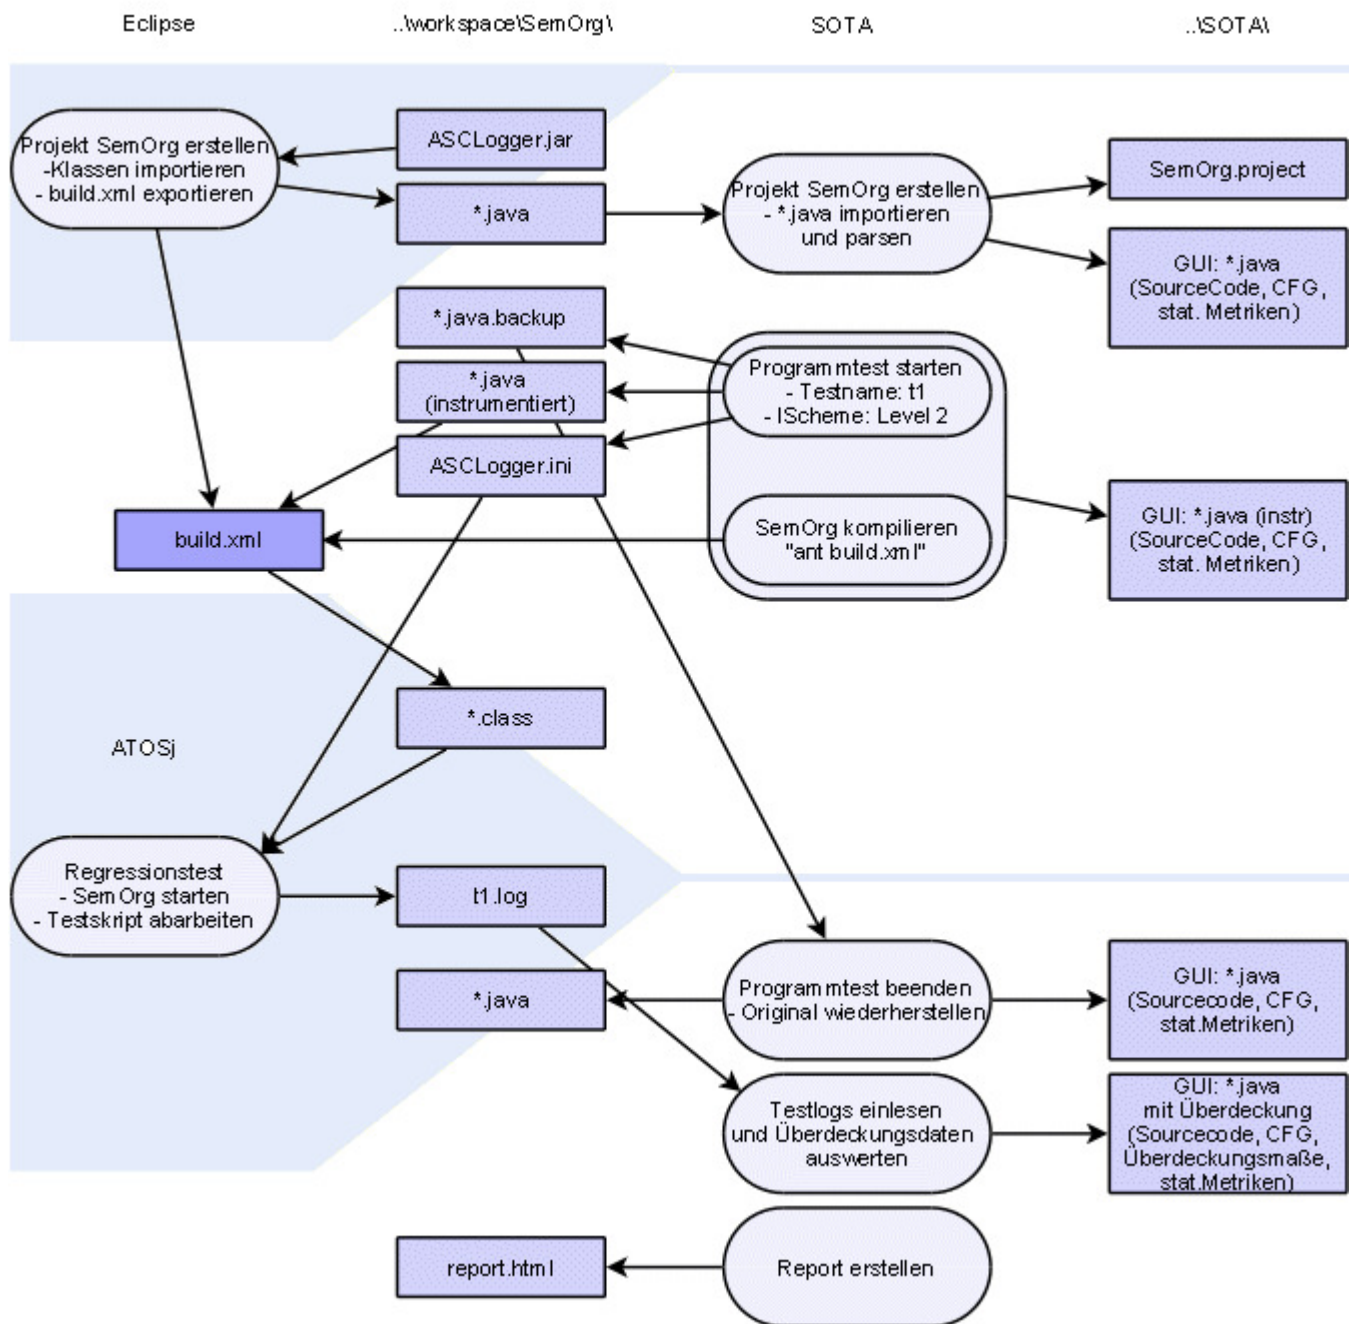 Eclipse
..\workspace\SemOrg\
SOTA
..\SOTA\
Projekt SemOrg erstellen
-Klassen importieren
- build.xml exportieren
ASCLogger.jar
*.java
Projekt SemOrg erstellen
- *.java importieren
und parsen
SemOrg.project
GUI: *.java
(SourceCode, CFG,
stat. Metriken)
*.java.backup
*.java
(instrumentiert)
ASCLogger.ini
Programmtest starten
- Testname: t1
- IScheme: Level 2
build.xml
SemOrg kompilieren
"ant build.xml"
GUI: *.java (instr)
(SourceCode, CFG,
stat. Metriken)
*.class
ATOSj
Regressionstest
- SemOrg starten
- Testskript abarbeiten
t1.log
*.java
Programmtest beenden
- Original wiederherstellen
GUI: *.java
(Sourcecode, CFG,
stat.Metriken)
Testlogs einlesen
und Überdeckungsdaten
auswerten
GUI: *.java
mit Überdeckung
(Sourcecode, CFG,
Überdeckungsmaße,
stat.Metriken)
report.html
Report erstellen